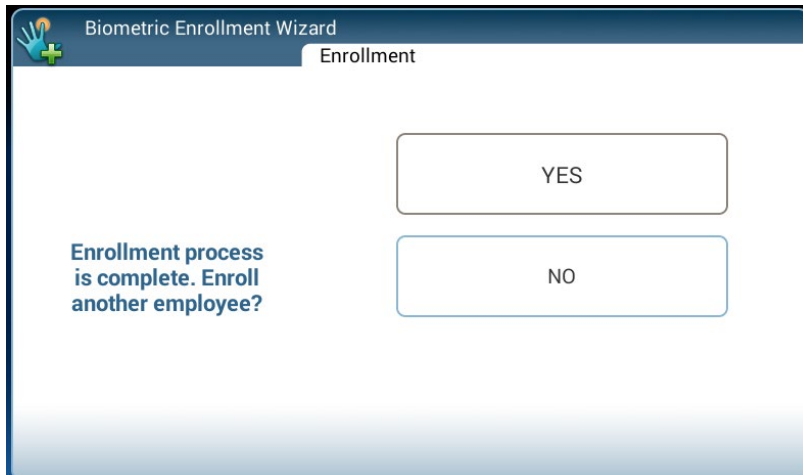 Biometric Enrollment Wizard
Enrollment
YES
Enrollment process
is complete. Enroll
another employee?
NO